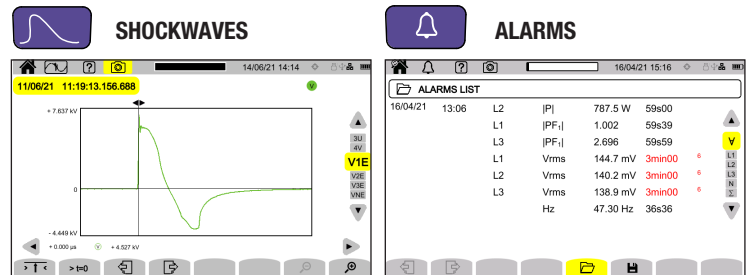 SHOCKWAVES
14/06/21 14:14
11/06/21 11:19:13.156.688
V
+ 7.637 kV
0
- 4.449 kV
3U
4V
V1E
V2E
V3E
VNE
+ 0.000 µs V + 4.527 kV
> t=0
ALARMS
16/04/21 15:16
ALARMS LIST
16/04/21 13:06 L2 |P| 787.5 W 59s00
L1 |PF₁| 1.002 59s39
L3 |PF₁| 2.696 59s59
L1 Vrms 144.7 mV 3min00 6
L2 Vrms 140.2 mV 3min00 6
L3 Vrms 138.9 mV 3min00 6
Hz 47.30 Hz 36s36
∀
L1
L2
L3
N
Σ